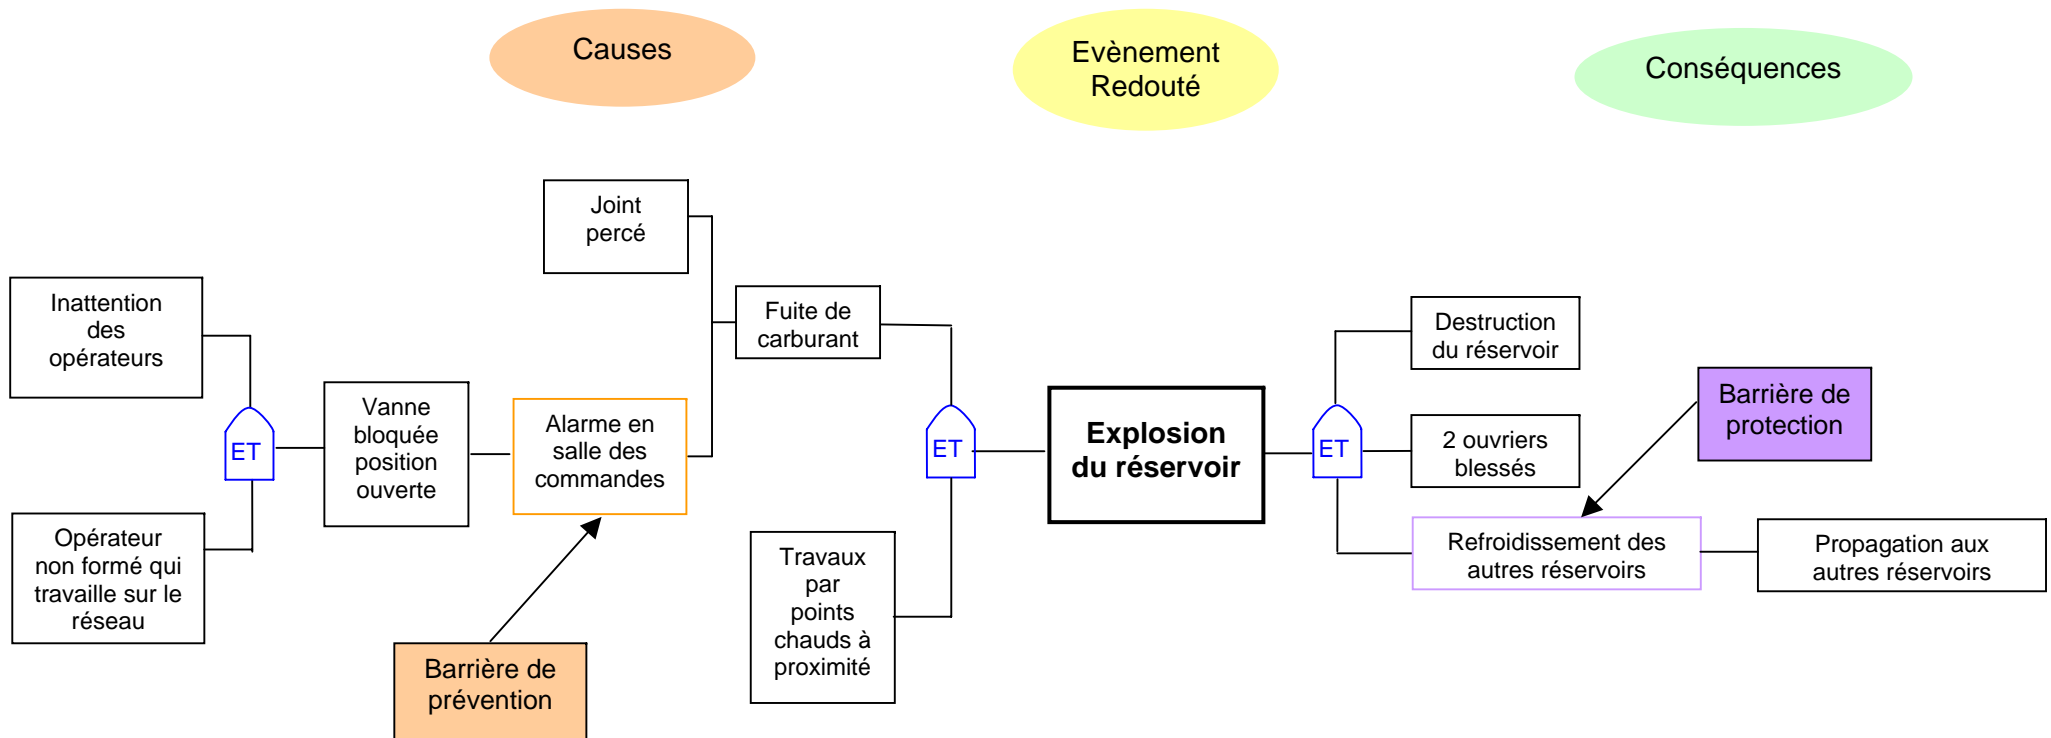 Causes
Evènement
Redouté
Conséquences
Joint
percé
Inattention
des
opérateurs
Fuite de
carburant
Destruction
du réservoir
Vanne
bloquée
position
ouverte
Alarme en
salle des
commandes
ET
ET
Explosion
du réservoir
ET
2 ouvriers
blessés
Barrière de
protection
Opérateur
non formé qui
travaille sur le
réseau
Travaux
par
points
chauds à
proximité
Refroidissement des
autres réservoirs
Propagation aux
autres réservoirs
Barrière de
prévention